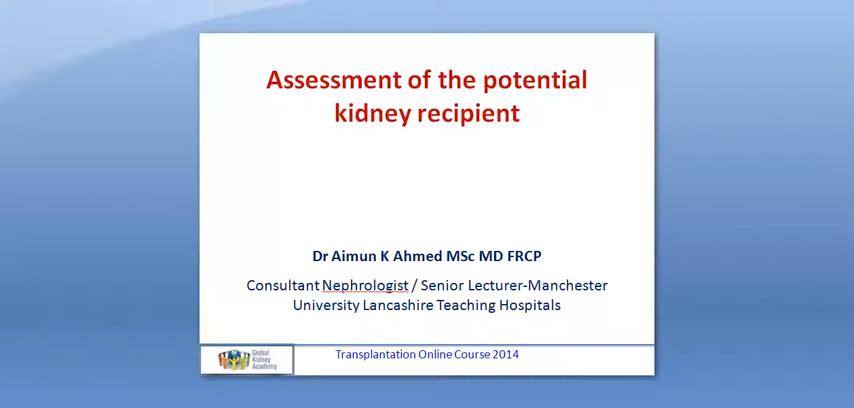 Assessment of the potential
kidney recipient
Dr Aimun K Ahmed MSc MD FRCP
Consultant Nephrologist / Senior Lecturer-Manchester
University Lancashire Teaching Hospitals
Global
Kidney
Academy
Transplantation Online Course 2014